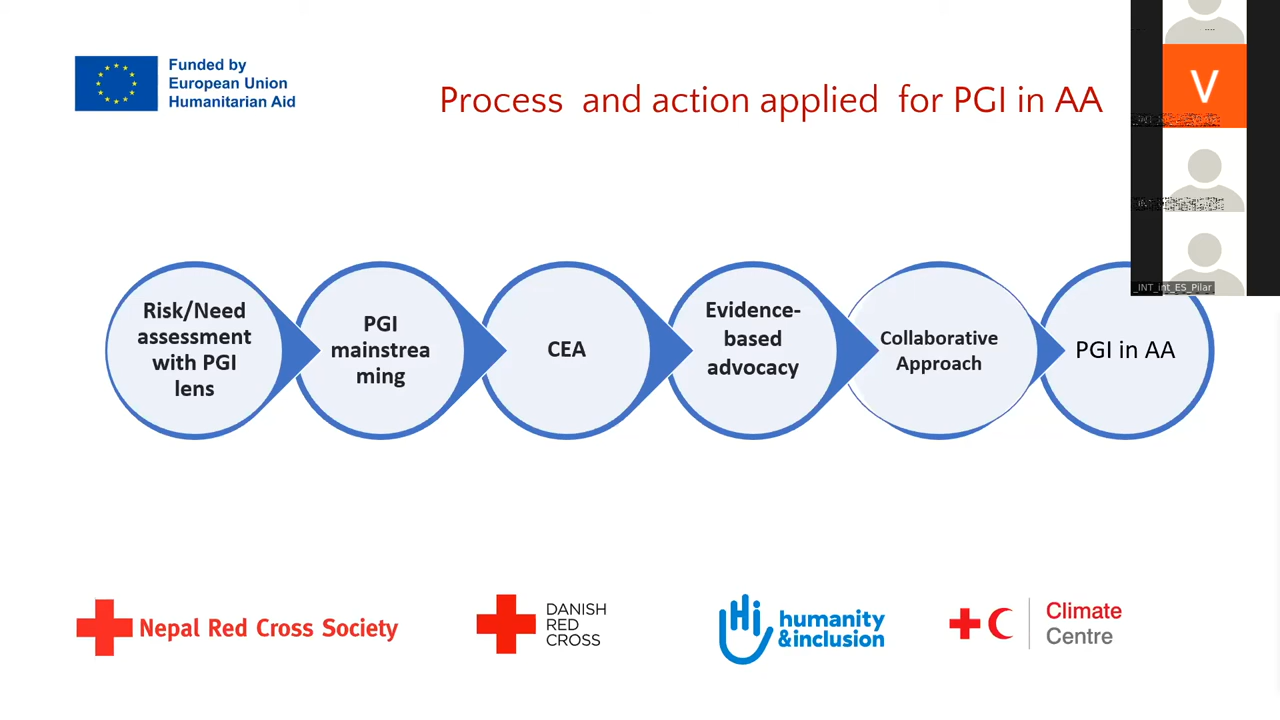 Funded by
European Union
Humanitarian Aid
Process and action applied for PGI in AA
V
_INT_int_ES_Pilar
Risk/Need
assessment
with PGI
lens
PGI
mainstrea
ming
CEA
Evidence-
based
advocacy
Collaborative
Approach
PGI in AA
Nepal Red Cross Society
DANISH
RED
CROSS
Hi
humanity
&inclusion
Climate
Centre